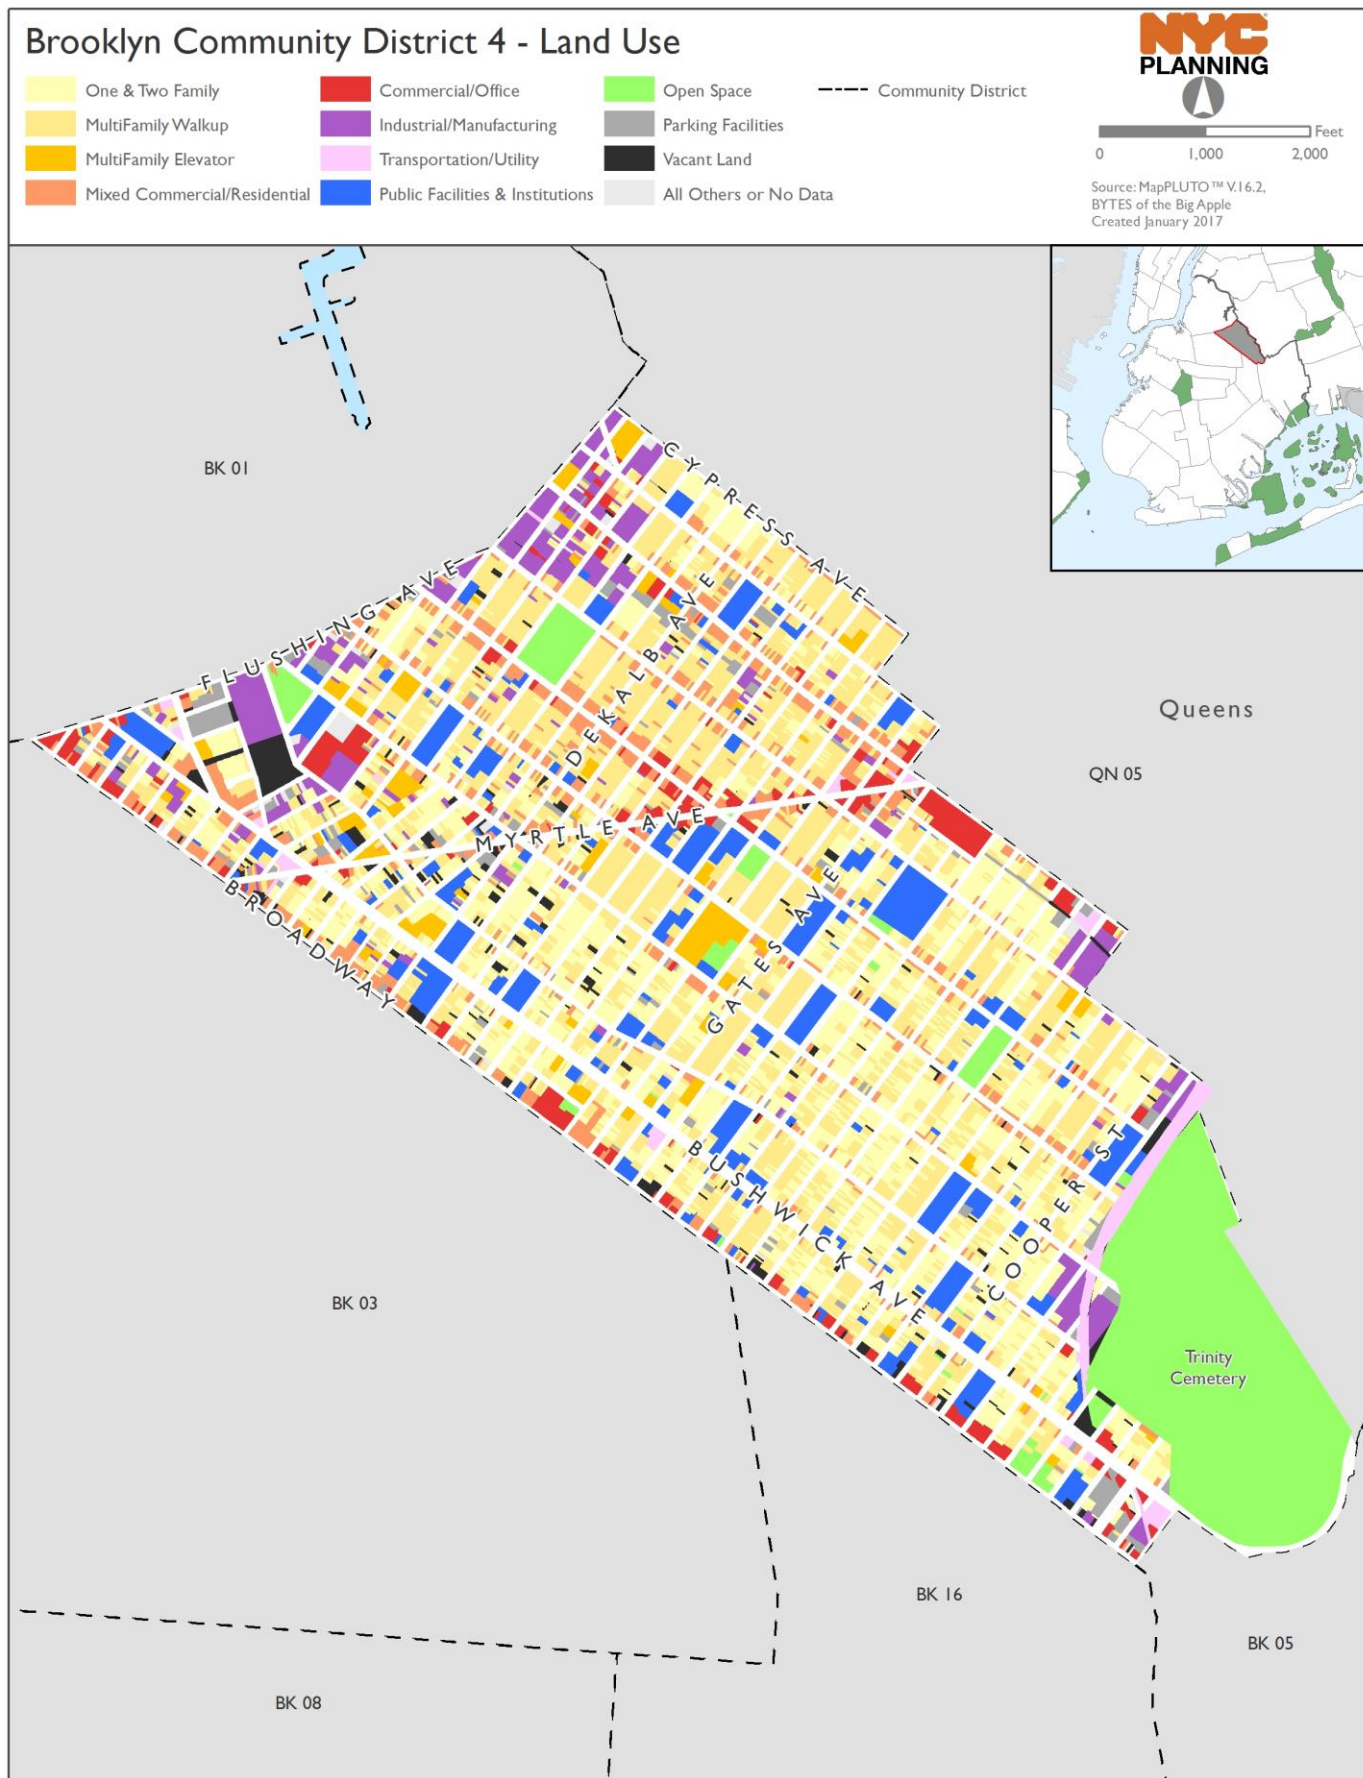 Brooklyn Community District 4 - Land Use
NYC
PLANNING
One & Two Family
MultiFamily Walkup
MultiFamily Elevator
Mixed Commercial/Residential
Commercial/Office
Industrial/Manufacturing
Transportation/Utility
Public Facilities & Institutions
Open Space
Parking Facilities
Vacant Land
All Others or No Data
Community District
Feet
0 1,000 2,000
Source: MapPLUTO™ V.16.2,
BYTES of the Big Apple
Created January 2017
BK 01
CYPRESS AVE
FLUSHING AVE
DEKALB AVE
Queens
QN 05
MYRTLE AVE
BROADWAY
GATES AVE
BUSHWICK AVE
COOPER ST
BK 03
Trinity
Cemetery
BK 16
BK 05
BK 08